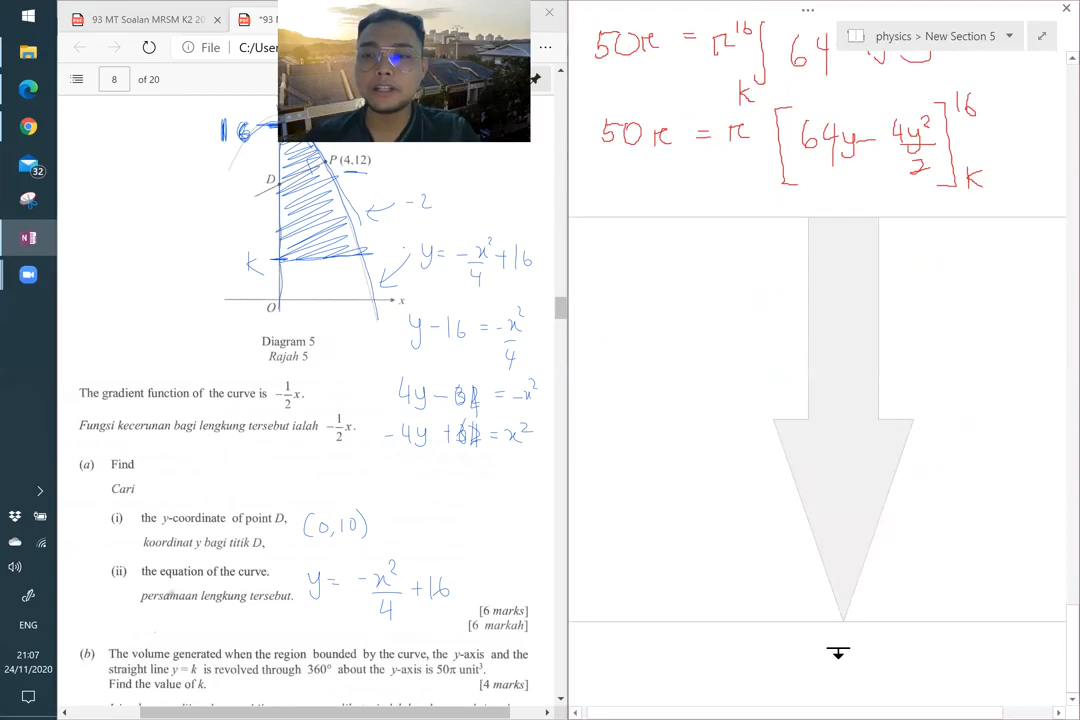 93 MT Soalan MRSM K2 20
*93 M
File
C:/User
8 of 20
physics > New Section 5
50π = π 16 ∫ K 64
50π = π [64y - 4y²/2] 16 K
16
P (4,12)
D
-2
K
y = -x²/4 + 16
O
x
y - 16 = -x²/4
Diagram 5
Rajah 5
The gradient function of the curve is -1/2 x.
4y - 64 = -x²
Fungsi kecerunan bagi lengkung tersebut ialah -1/2 x.
-4y + 64 = x²
(a) Find
Cari
(i) the y-coordinate of point D, (0,10)
koordinat y bagi titik D,
(ii) the equation of the curve. y = -x²/4 + 16
persamaan lengkung tersebut.
[6 marks]
[6 markah]
(b) The volume generated when the region bounded by the curve, the y-axis and the
straight line y = k is revolved through 360° about the y-axis is 50π unit³.
Find the value of k. [4 marks]
32
ENG
21:07
24/11/2020